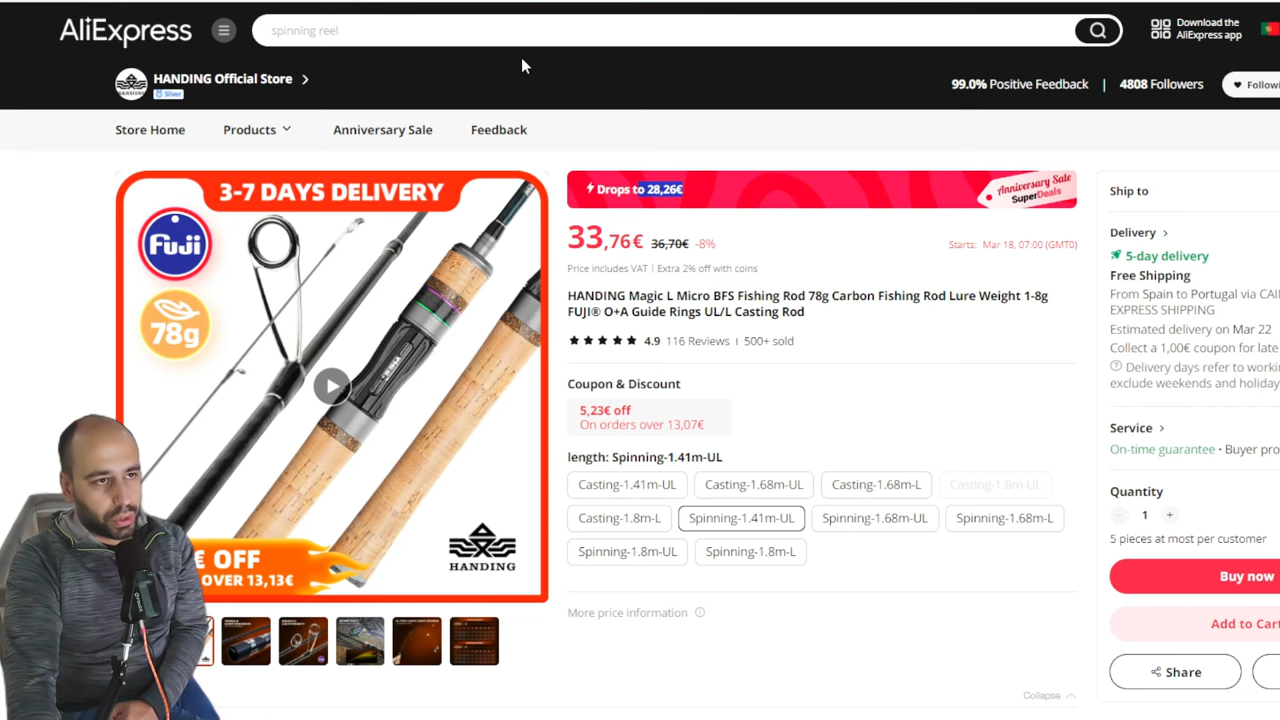 AliExpress
spinning reel
Download the
AliExpress app
HANDING Official Store
Silver
99.0% Positive Feedback | 4808 Followers
Store Home
Products
Anniversary Sale
Feedback
3-7 DAYS DELIVERY
Fuji
78g
HANDING
€ OFF
OVER 13,13€
Drops to 28,26€
Anniversary Sale
SuperDeals
33,76€ 36,70€ -8%
Starts: Mar 18, 07:00 (GMT0)
Price includes VAT | Extra 2% off with coins
HANDING Magic L Micro BFS Fishing Rod 78g Carbon Fishing Rod Lure Weight 1-8g
FUJI® O+A Guide Rings UL/L Casting Rod
4.9 116 Reviews 500+ sold
Coupon & Discount
5,23€ off
On orders over 13,07€
length: Spinning-1.41m-UL
Casting-1.41m-UL
Casting-1.68m-UL
Casting-1.68m-L
Casting-1.8m-UL
Casting-1.8m-L
Spinning-1.41m-UL
Spinning-1.68m-UL
Spinning-1.68m-L
Spinning-1.8m-UL
Spinning-1.8m-L
More price information
Collapse
Ship to
Delivery
5-day delivery
Free Shipping
From Spain to Portugal via CAI
EXPRESS SHIPPING
Estimated delivery on Mar 22
Collect a 1,00€ coupon for late
Delivery days refer to worki
exclude weekends and holiday
Service
On-time guarantee • Buyer pro
Quantity
1 +
5 pieces at most per customer
Buy now
Add to Cart
Share